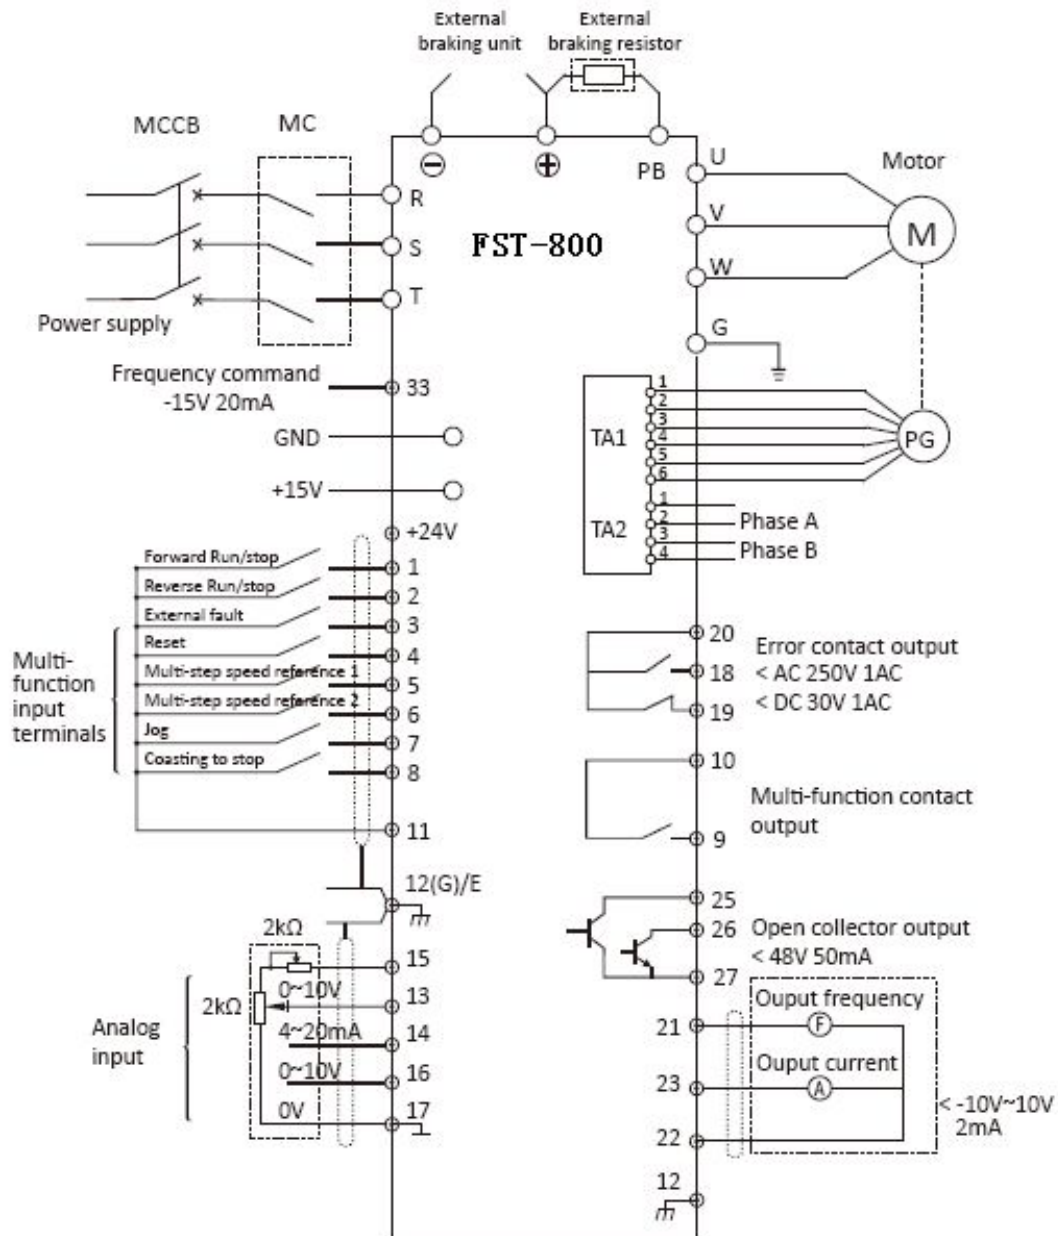 External
braking unit
External
braking resistor
MCCB
MC
PB
U
Motor
R
V
M
S
FST-800
W
T
Power supply
G
Frequency command
-15V 20mA
33
GND
+15V
+24V
TA1
1
2
3
4
5
6
PG
TA2
1
2
3
4
Phase A
Phase B
Forward Run/stop
1
Reverse Run/stop
2
External fault
3
Reset
4
Multi-step speed reference 1
5
Multi-step speed reference 2
6
Jog
7
Coasting to stop
8
Multi-
function
input
terminals
11
20
18
19
Error contact output
< AC 250V 1AC
< DC 30V 1AC
10
9
Multi-function contact
output
12(G)/E
25
26
27
Open collector output
< 48V 50mA
2kΩ
15
2kΩ
0~10V
13
4~20mA
14
0~10V
16
0V
17
Analog
input
Ouput frequency
21
F
Ouput current
23
A
22
< -10V~10V
2mA
12